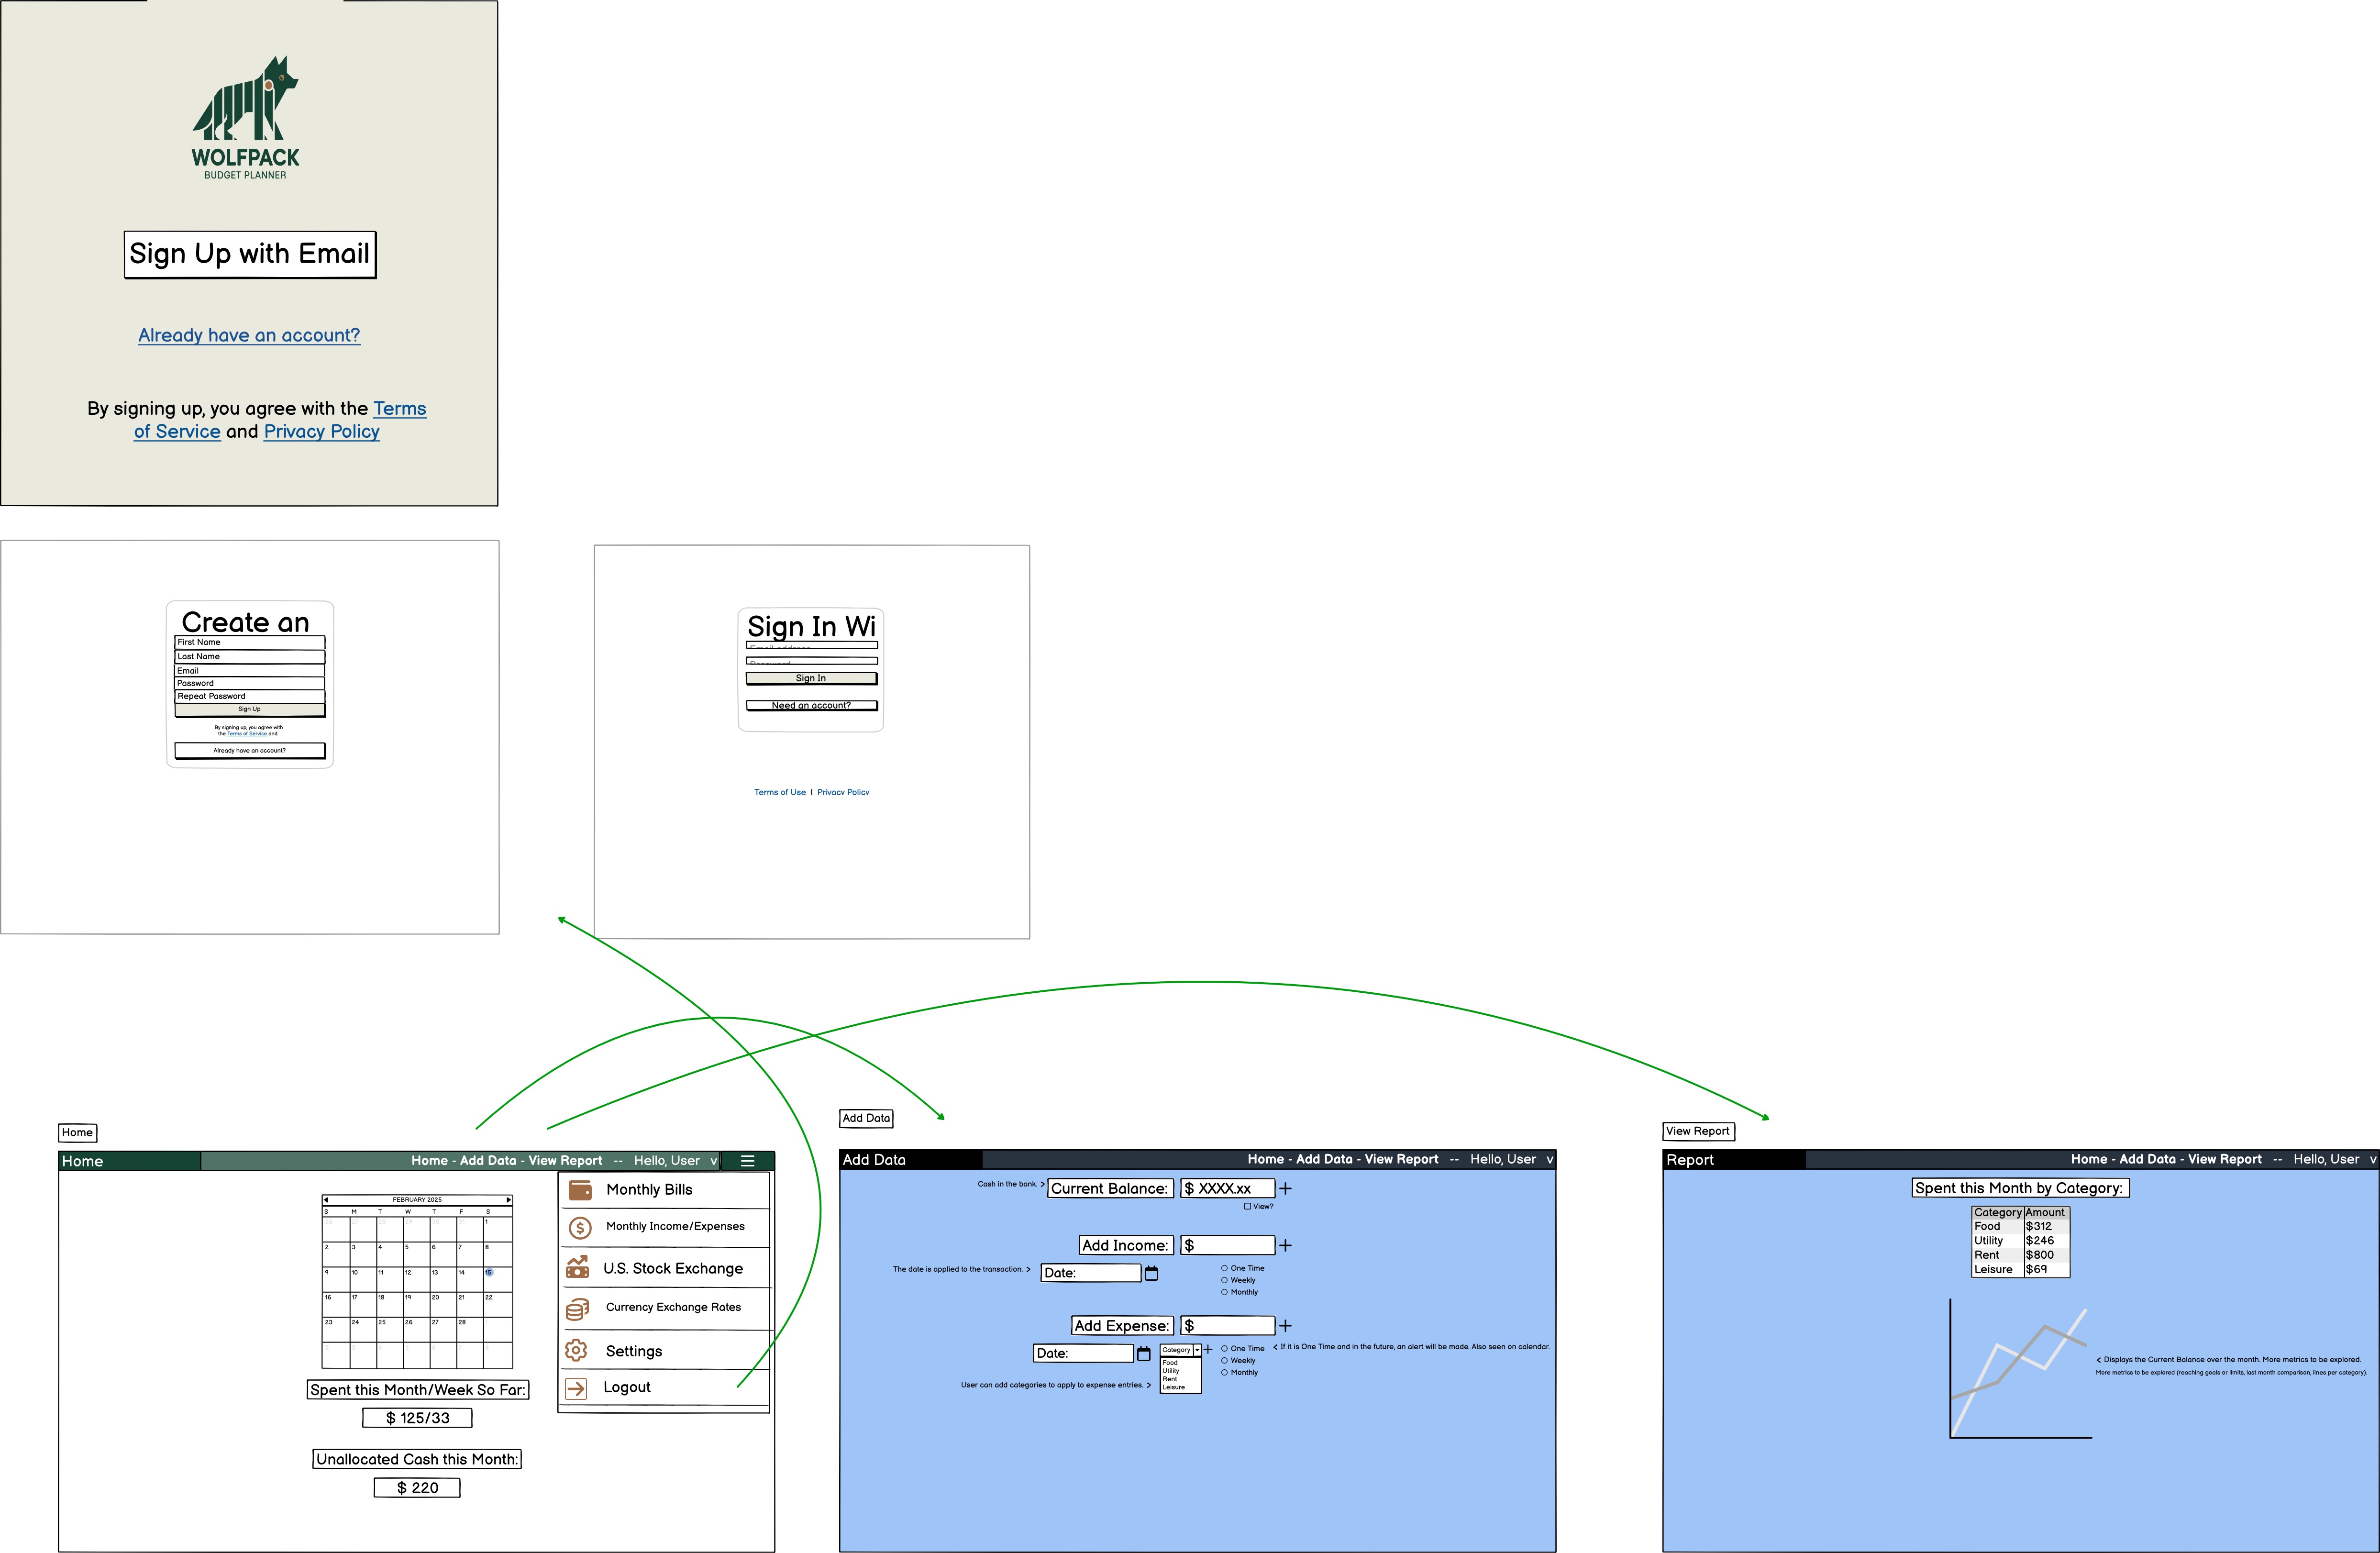 WOLFPACK
BUDGET PLANNER
Sign Up with Email
Already have an account?
By signing up, you agree with the Terms
of Service and Privacy Policy
Create an
First Name
Last Name
Email
Password
Repeat Password
Sign Up
By signing up, you agree with
the Terms of Service and
Already have an account?
Sign In Wi
Email address
Password
Sign In
Need an account?
Terms of Use | Privacy Policy
Home
Home
Home - Add Data - View Report -- Hello, User v
FEBRUARY 2025
S M T W T F S
26 27 28 29 30 31 1
2 3 4 5 6 7 8
9 10 11 12 13 14 15
16 17 18 19 20 21 22
23 24 25 26 27 28
2 3 4 5 6 7 8
Spent this Month/Week So Far:
$ 125/33
Unallocated Cash this Month:
$ 220
Monthly Bills
Monthly Income/Expenses
U.S. Stock Exchange
Currency Exchange Rates
Settings
Logout
Add Data
Add Data
Home - Add Data - View Report -- Hello, User v
Cash in the bank. > Current Balance: $ XXXX.xx +
View?
Add Income: $ +
The date is applied to the transaction. > Date:
One Time
Weekly
Monthly
Add Expense: $ +
Date:
Category +
Food
Utility
Rent
Leisure
One Time < If it is One Time and in the future, an alert will be made. Also seen on calendar.
Weekly
Monthly
User can add categories to apply to expense entries. >
View Report
Report
Home - Add Data - View Report -- Hello, User v
Spent this Month by Category:
Category Amount
Food $312
Utility $246
Rent $800
Leisure $69
< Displays the Current Balance over the month. More metrics to be explored.
More metrics to be explored (reaching goals or limits, last month comparison, lines per category).